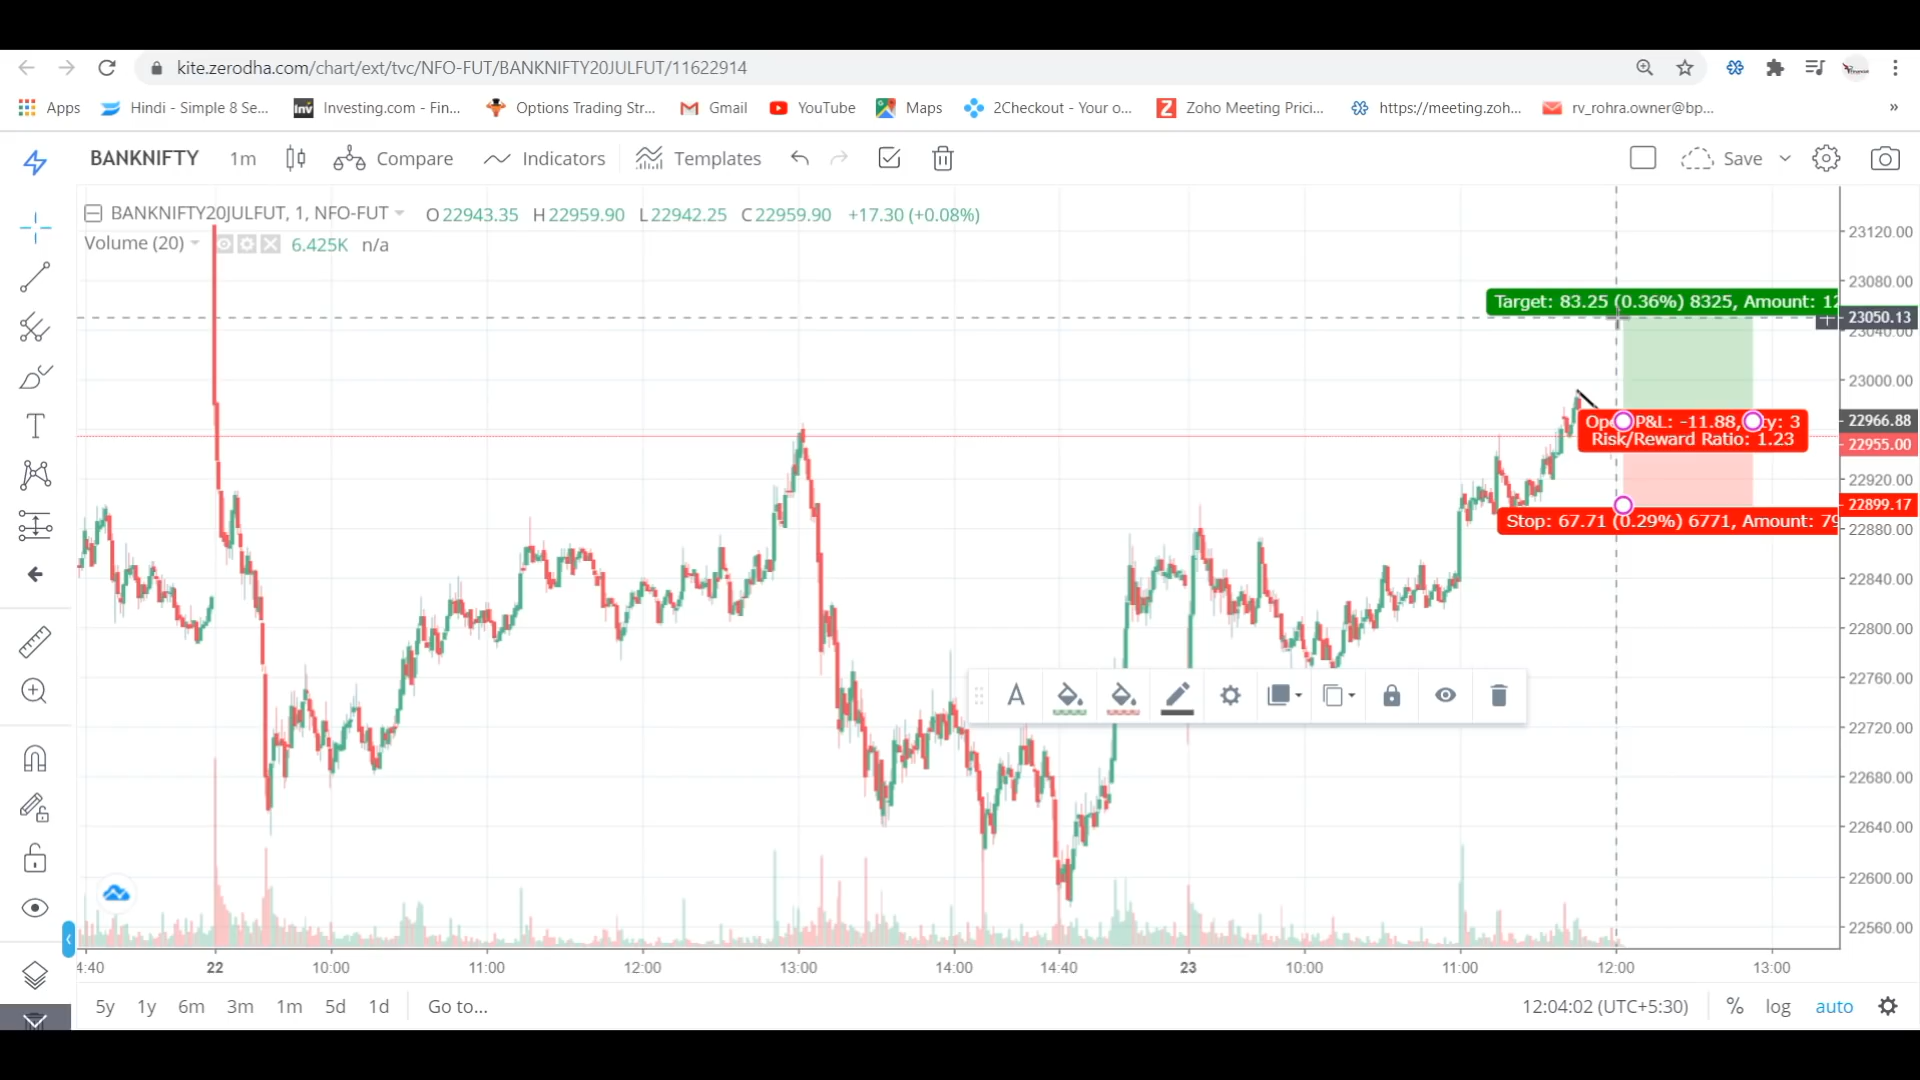 kite.zerodha.com/chart/ext/tvc/NFO-FUT/BANKNIFTY20JULFUT/11622914
Apps Hindi - Simple 8 Se... Investing.com - Fin... Options Trading Str... Gmail YouTube Maps 2Checkout - Your o... Zoho Meeting Prici... https://meeting.zoh... rv_rohra.owner@bp... »
BANKNIFTY 1m Compare Indicators Templates Save
BANKNIFTY20JULFUT, 1, NFO-FUT O22943.35 H22959.90 L22942.25 C22959.90 +17.30 (+0.08%)
Volume (20) 6.425K n/a
23120.00
23080.00
Target: 83.25 (0.36%) 8325, Amount: 12
23050.13
23040.00
23000.00
P&L: -11.88, 3
22966.88
Risk/Reward Ratio: 1.23
22955.00
22920.00
22899.17
Stop: 67.71 (0.29%) 6771, Amount: 79
22880.00
22840.00
22800.00
22760.00
22720.00
22680.00
22640.00
22600.00
22560.00
4:40 22 10:00 11:00 12:00 13:00 14:00 14:40 23 10:00 11:00 12:00 13:00
5y 1y 6m 3m 1m 5d 1d Go to... 12:04:02 (UTC+5:30) % log auto